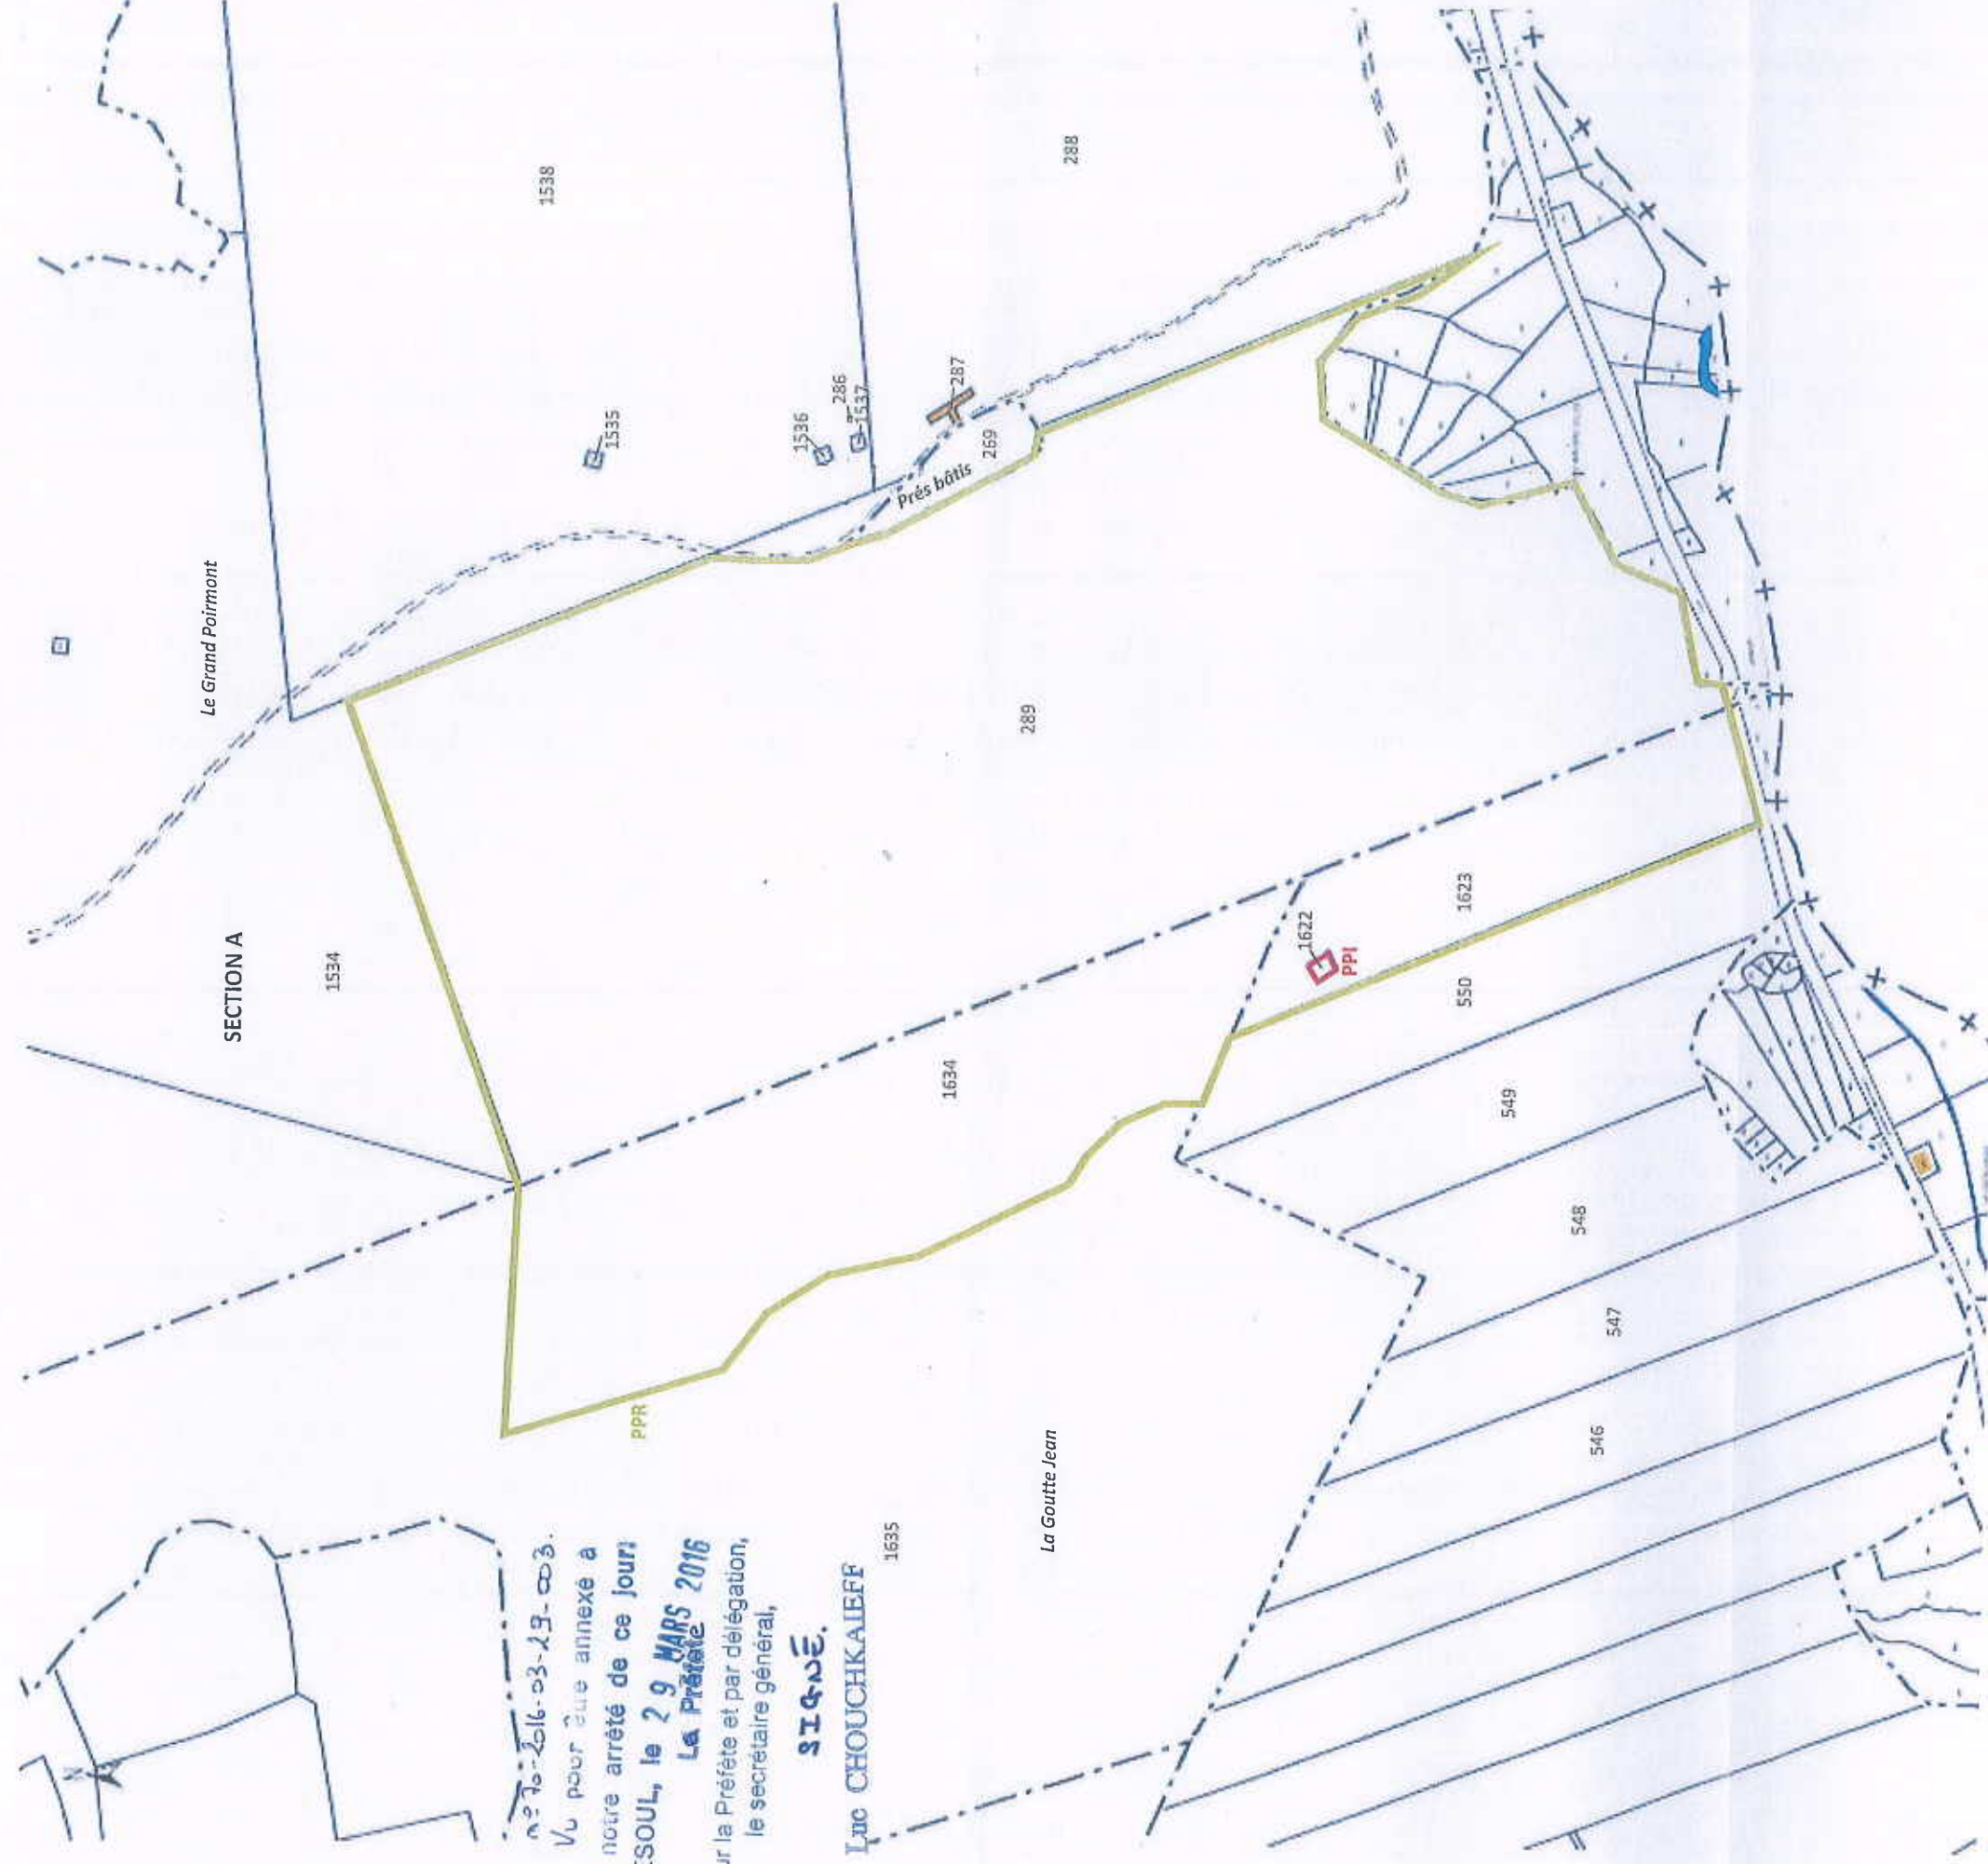 Le Grand Poirmont
SECTION A
1534
1538
288
1535
1536
286
1537
287
269
Prés bâtis
289
1634
1622
PPI
1623
550
549
548
547
546
PPR
1635
La Goutte Jean
N
n° 70-2016-03-29-003.
Vu pour être annexé à
notre arrêté de ce jour:
ESOUL, le 29 MARS 2016
La Préfète
ur la Préfète et par délégation,
le secrétaire général,
SIGNÉ.
Luc CHOUCHKAIEFF